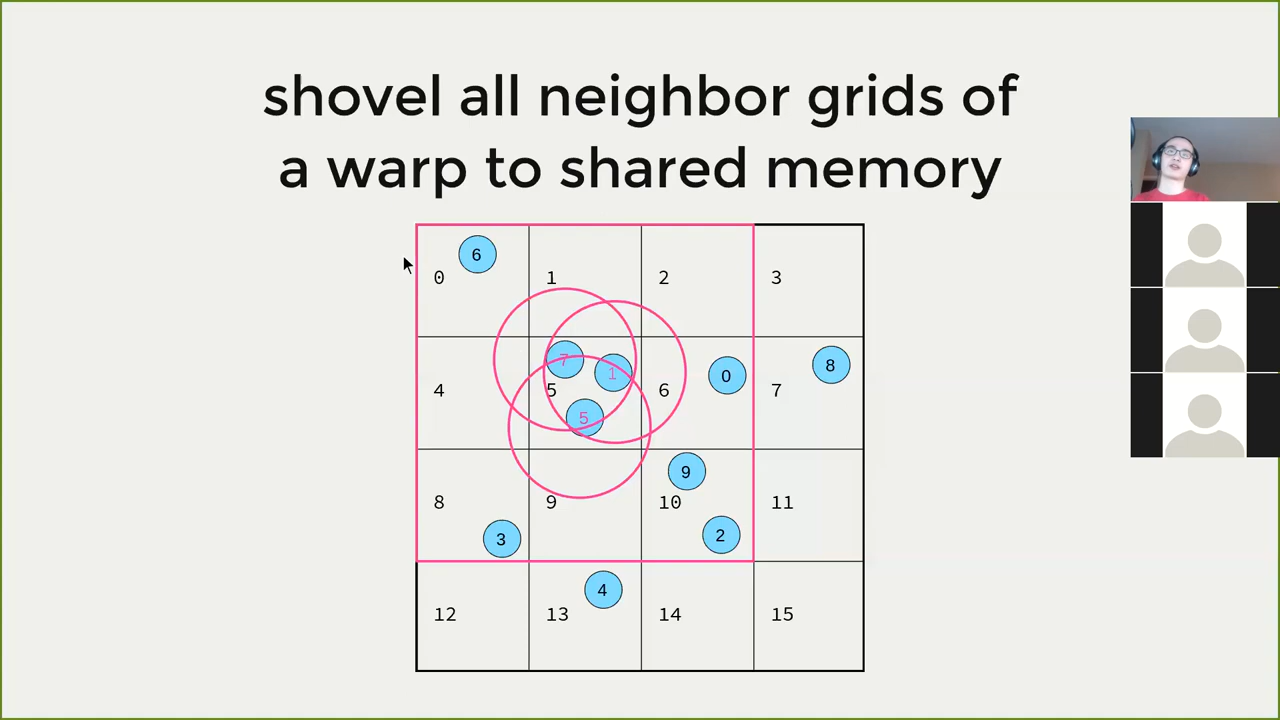 shovel all neighbor grids of
a warp to shared memory
6
0 1 2 3
7 1 0 8
4 5 6 7
5
9
8 9 10 11
3 2
4
12 13 14 15